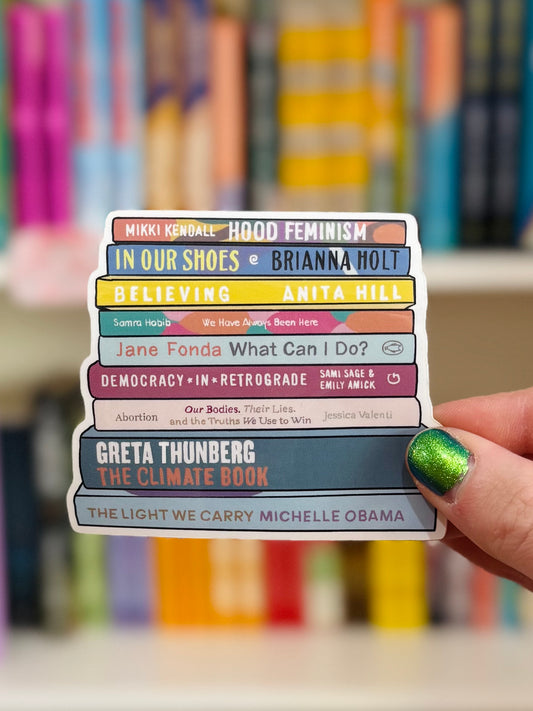 MIKKI KENDALL HOOD FEMINISM
IN OUR SHOES e BRIANNA HOLT
BELIEVING ANITA HILL
Samra Habib We Have Always Been Here
Jane Fonda What Can I Do?
DEMOCRACY * IN * RETROGRADE SAMI SAGE &
EMILY AMICK
Abortion Our Bodies, Their Lies,
and the Truths We Use to Win Jessica Valenti
GRETA THUNBERG
THE CLIMATE BOOK
THE LIGHT WE CARRY MICHELLE OBAMA